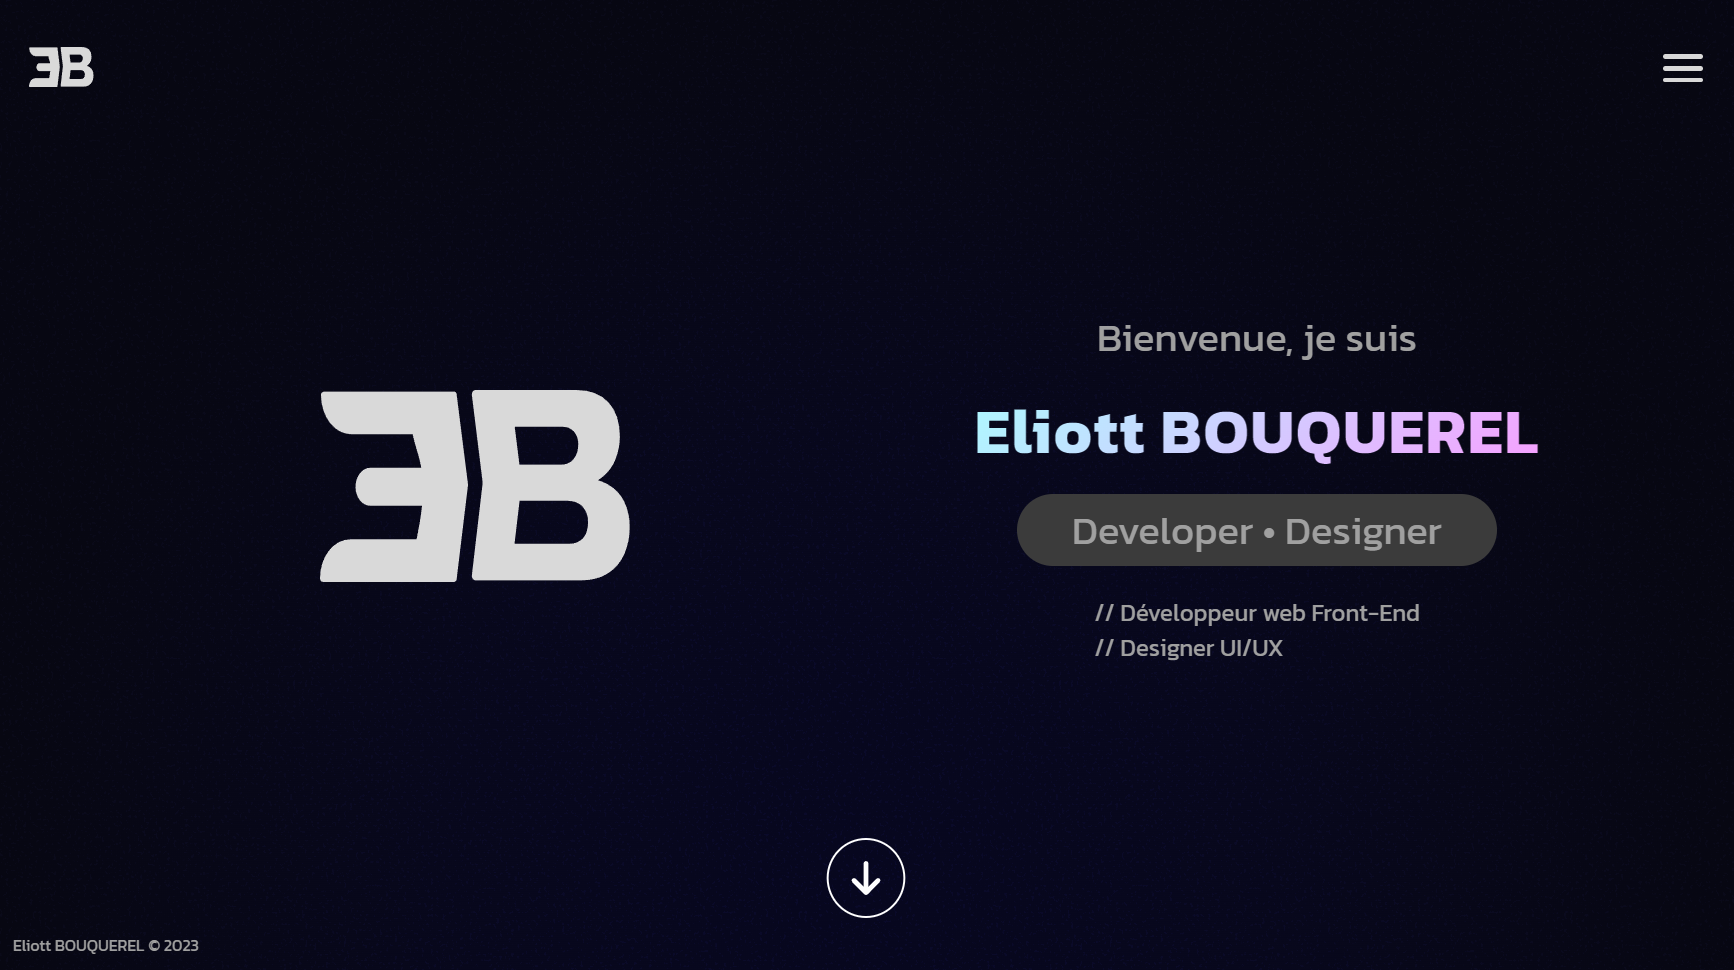 EB
Bienvenue, je suis
Eliott BOUQUEREL
EB
Developer • Designer
// Développeur web Front-End
// Designer UI/UX
Eliott BOUQUEREL © 2023